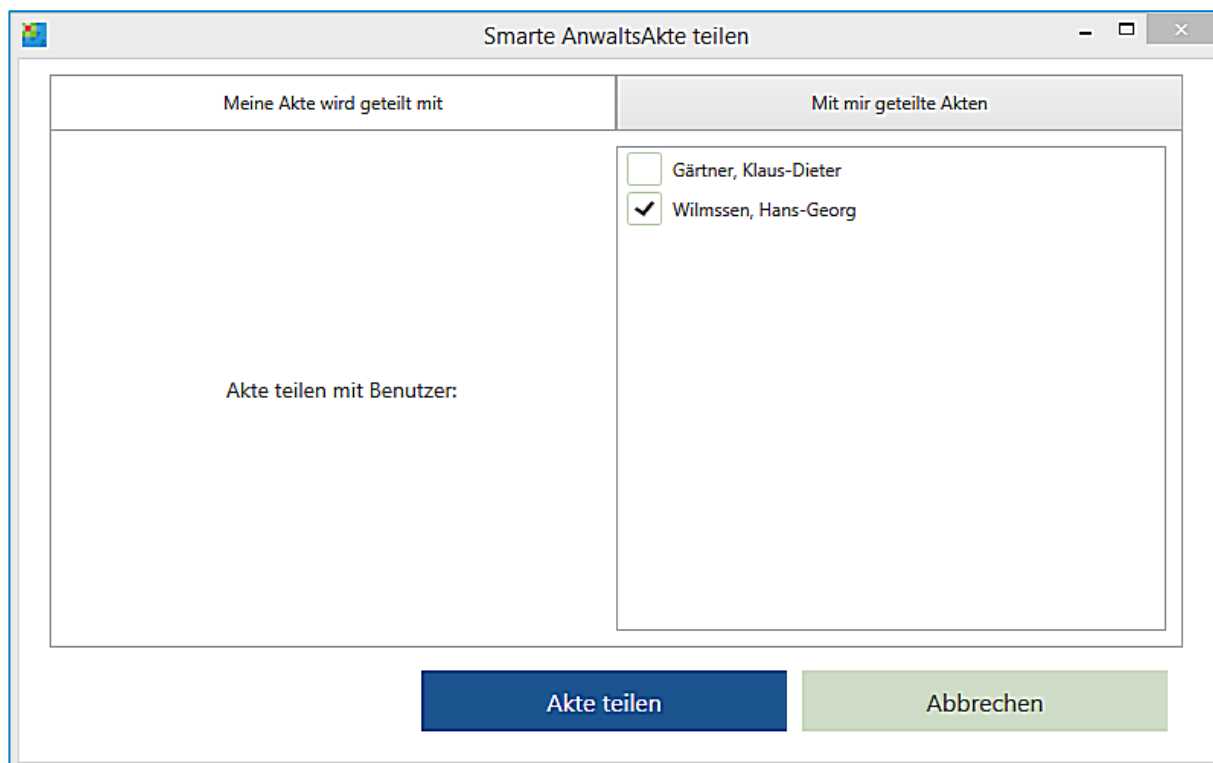 Smarte AnwaltsAkte teilen
Meine Akte wird geteilt mit
Mit mir geteilte Akten
Gärtner, Klaus-Dieter
Wilmssen, Hans-Georg
Akte teilen mit Benutzer:
Akte teilen
Abbrechen